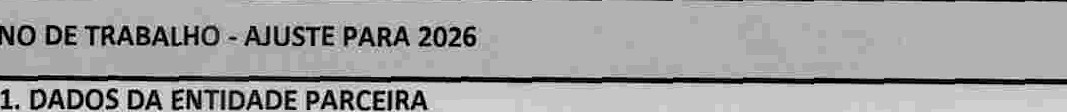 NO DE TRABALHO - AJUSTE PARA 2026
1. DADOS DA ENTIDADE PARCEIRA